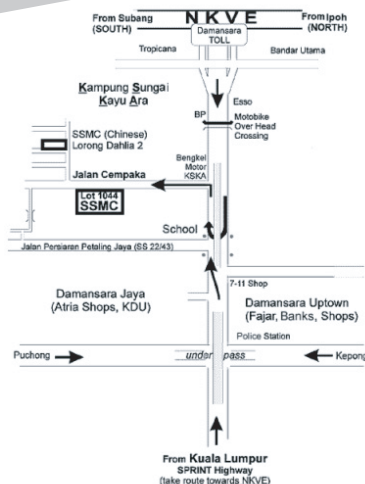 NKVE
From Subang
(SOUTH)
From Ipoh
(NORTH)
Damansara
TOLL
Tropicana
Bandar Utama
Kampung Sungai
Kayu Ara
BP
Esso
Motobike
Over Head
Crossing
SSMC (Chinese)
Lorong Dahlia 2
Bengkel
Motor
KSKA
Jalan Cempaka
Lot 1044
SSMC
School
Jalan Persiaran Petaling Jaya (SS 22/43)
7-11 Shop
Damansara Jaya
(Atria Shops, KDU)
Damansara Uptown
(Fajar, Banks, Shops)
Police Station
Puchong
under pass
Kepong
From Kuala Lumpur
SPRINT Highway
(take route towards NKVE)